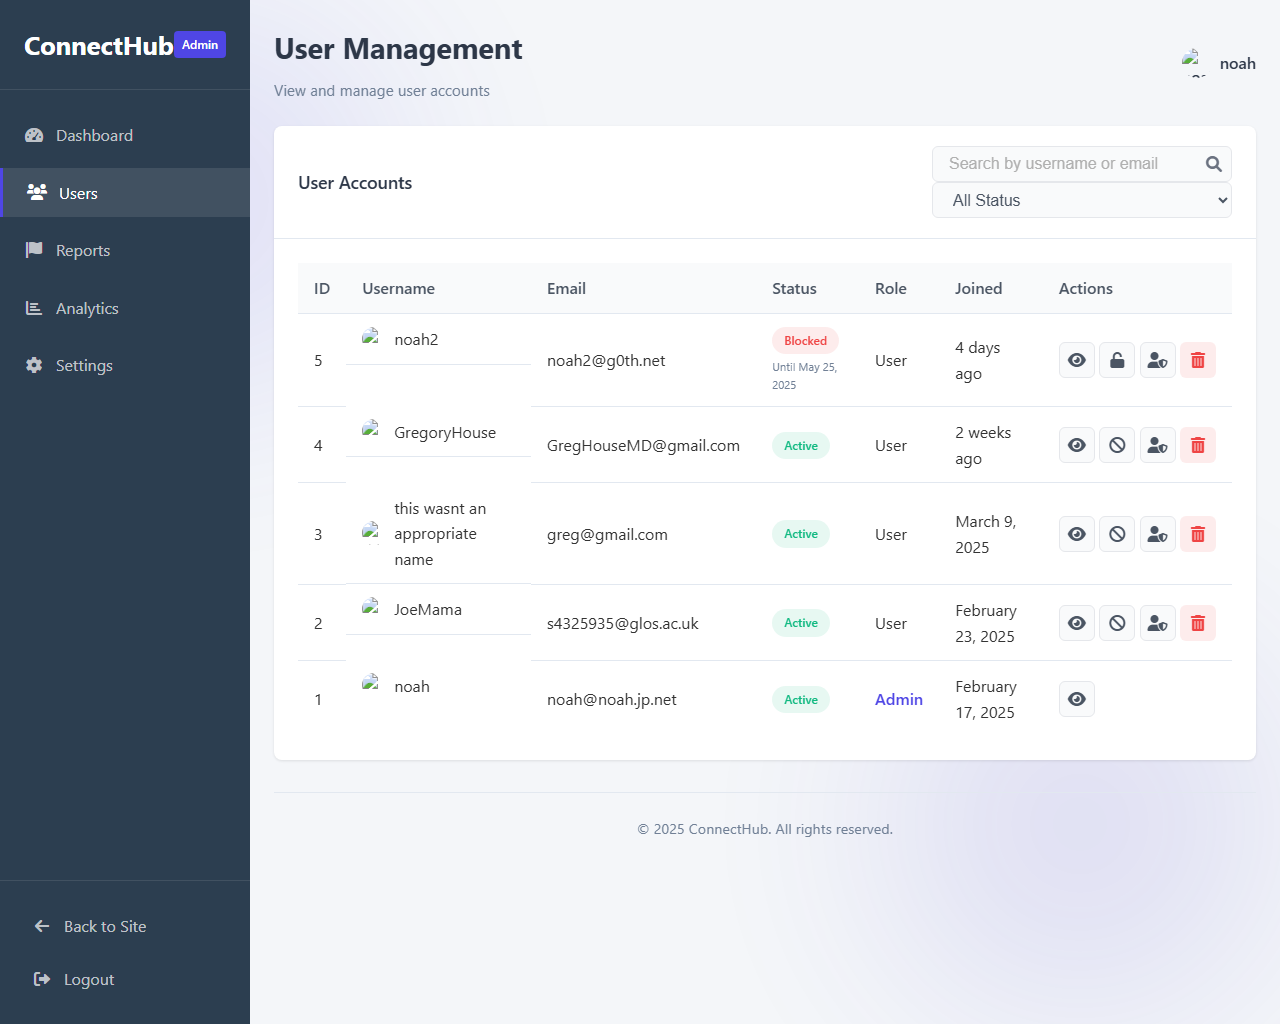 ConnectHub Admin
Dashboard
Users
Reports
Analytics
Settings
Back to Site
Logout
User Management
View and manage user accounts
noah
User Accounts
Search by username or email
All Status
ID Username Email Status Role Joined Actions
5 noah2 noah2@g0th.net Blocked User 4 days
Until May 25, ago
2025
4 GregoryHouse GregHouseMD@gmail.com Active User 2 weeks
ago
this wasnt an
3 appropriate greg@gmail.com Active User March 9,
name 2025
2 JoeMama s4325935@glos.ac.uk Active User February
23, 2025
1 noah noah@noah.jp.net Active Admin February
17, 2025
© 2025 ConnectHub. All rights reserved.